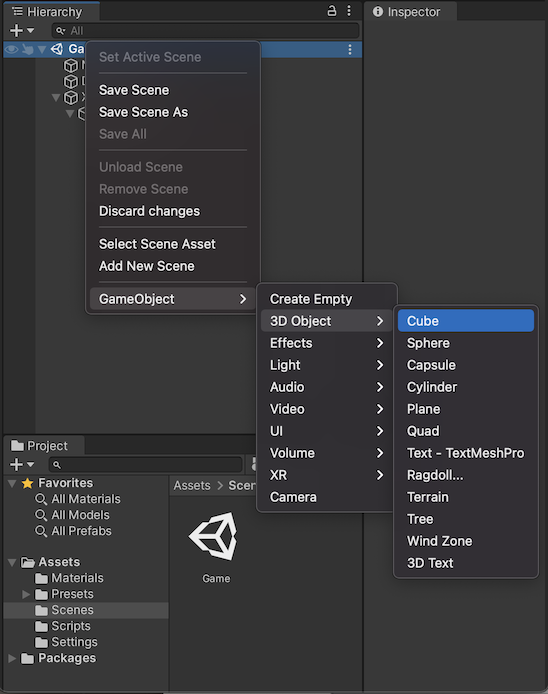 Hierarchy
Inspector
All
Ga
Set Active Scene
Save Scene
Save Scene As
Save All
Unload Scene
Remove Scene
Discard changes
Select Scene Asset
Add New Scene
GameObject
Create Empty
3D Object
Effects
Light
Audio
Video
UI
Volume
XR
Camera
Cube
Sphere
Capsule
Cylinder
Plane
Quad
Text - TextMeshPro
Ragdoll...
Terrain
Tree
Wind Zone
3D Text
Project
Favorites
All Materials
All Models
All Prefabs
Assets
Materials
Presets
Scenes
Scripts
Settings
Packages
Assets > Scen
Game